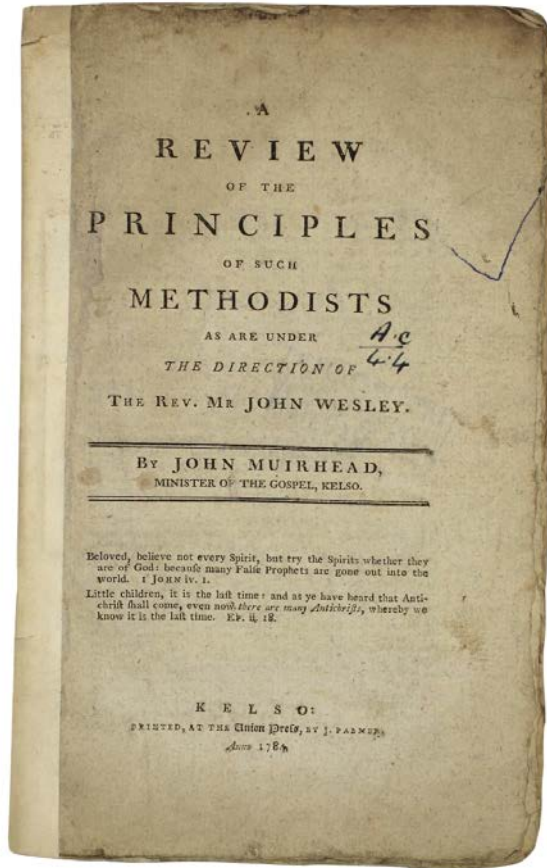 A
REVIEW
OF THE
PRINCIPLES
OF SUCH
METHODISTS
AS ARE UNDER
A.C
4.4
THE DIRECTION OF
THE REV. MR JOHN WESLEY.
BY JOHN MUIRHEAD,
MINISTER OF THE GOSPEL, KELSO.
Beloved, believe not every Spirit, but try the Spirits whether they
are of God: becauſe many Falſe Prophets are gone out into the
world. 1 JOHN iv. 1.
Little children, it is the laſt time: and as ye have heard that Anti-
chriſt ſhall come, even now there are many Antichriſts, whereby we
know it is the laſt time. Ep. ii, 18.
KELSO:
PRINTED, AT THE Union Preſs, BY J. PALMER,
Anno